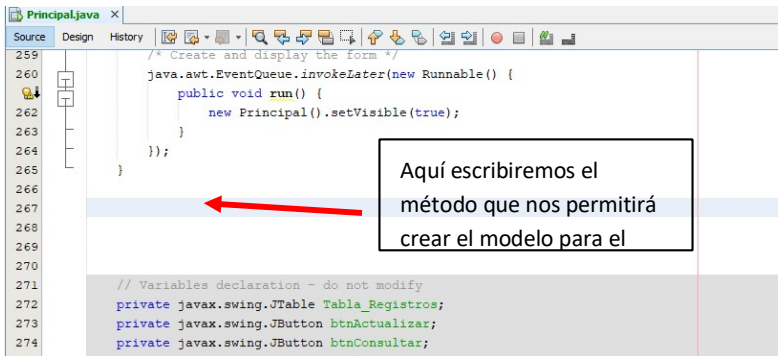 Principal.java
Source Design History
259 /* Create and display the form */
260 java.awt.EventQueue.invokeLater(new Runnable() {
public void run() {
262 new Principal().setVisible(true);
263 }
264 });
265 }
266
267
268
269
270
271 // Variables declaration - do not modify
272 private javax.swing.JTable Tabla_Registros;
273 private javax.swing.JButton btnActualizar;
274 private javax.swing.JButton btnConsultar;
Aquí escribiremos el
método que nos permitirá
crear el modelo para el